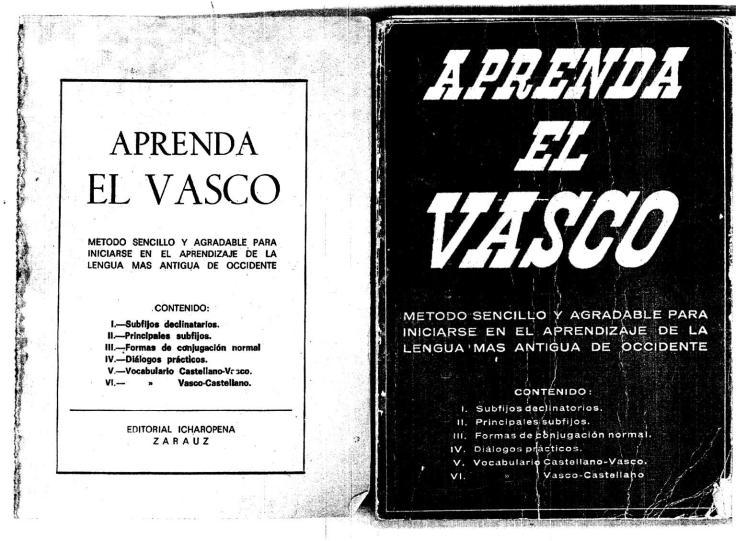 APRENDA
EL VASCO
METODO SENCILLO Y AGRADABLE PARA
INICIARSE EN EL APRENDIZAJE DE LA
LENGUA MAS ANTIGUA DE OCCIDENTE
CONTENIDO:
I.—Subfijos declinatarios.
II.—Principales subfijos.
III.—Formas de conjugación normal
IV.—Diálogos prácticos.
V.—Vocabulario Castellano-Vasco.
VI.— » Vasco-Castellano.
EDITORIAL ICHAROPENA
ZARAUZ
APRENDA
EL
VASCO
METODO SENCILLO Y AGRADABLE PARA
INICIARSE EN EL APRENDIZAJE DE LA
LENGUA MAS ANTIGUA DE OCCIDENTE
CONTENIDO:
I. Subfijos declinatorios.
II. Principales subfijos.
III. Formas de conjugación normal.
IV. Diálogos prácticos.
V. Vocabulario Castellano-Vasco.
VI. » Vasco-Castellano